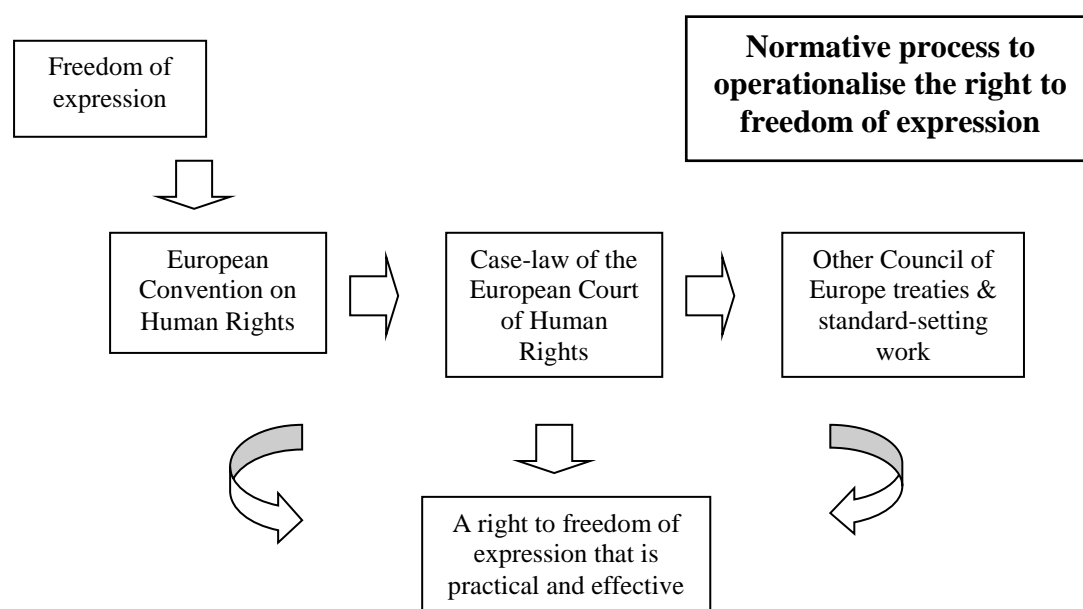 Freedom of
expression
Normative process to
operationalise the right to
freedom of expression
European
Convention on
Human Rights
Case-law of the
European Court
of Human
Rights
Other Council of
Europe treaties &
standard-setting
work
A right to freedom of
expression that is
practical and effective